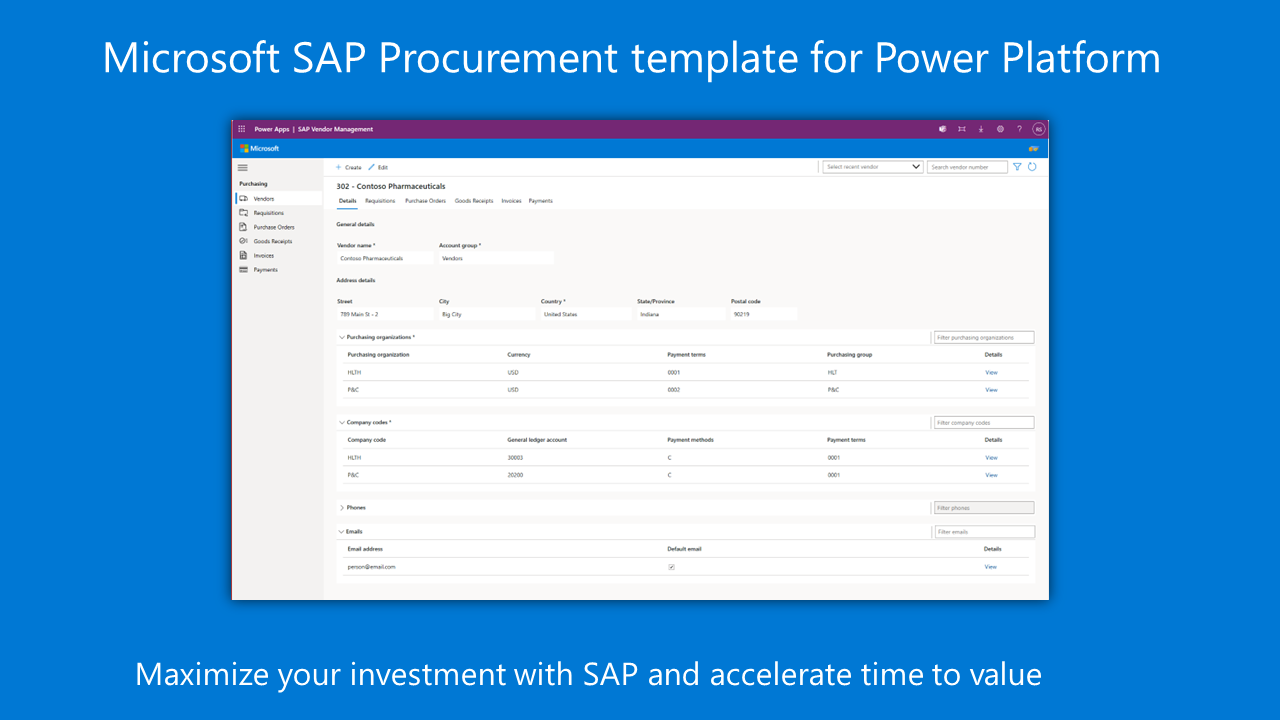 Microsoft SAP Procurement template for Power Platform
Power Apps | SAP Vendor Management
? RS
Microsoft
Create Edit Select recent vendor Search vendor number
Purchasing
Vendors
Requisitions
Purchase Orders
Goods Receipts
Invoices
Payments
302 - Contoso Pharmaceuticals
Details Requisitions Purchase Orders Goods Receipts Invoices Payments
General details
Vendor name * Account group *
Contoso Pharmaceuticals Vendors
Address details
Street City Country * State/Province Postal code
789 Main St - 2 Big City United States Indiana 90219
Purchasing organizations * Filter purchasing organizations
Purchasing organization Currency Payment terms Purchasing group Details
HLTH USD 0001 HLT View
P&C USD 0002 P&C View
Company codes * Filter company codes
Company code General ledger account Payment methods Payment terms Details
HLTH 30003 C 0001 View
P&C 20200 C 0001 View
Phones Filter phones
Emails Filter emails
Email address Default email Details
person@email.com View
Maximize your investment with SAP and accelerate time to value